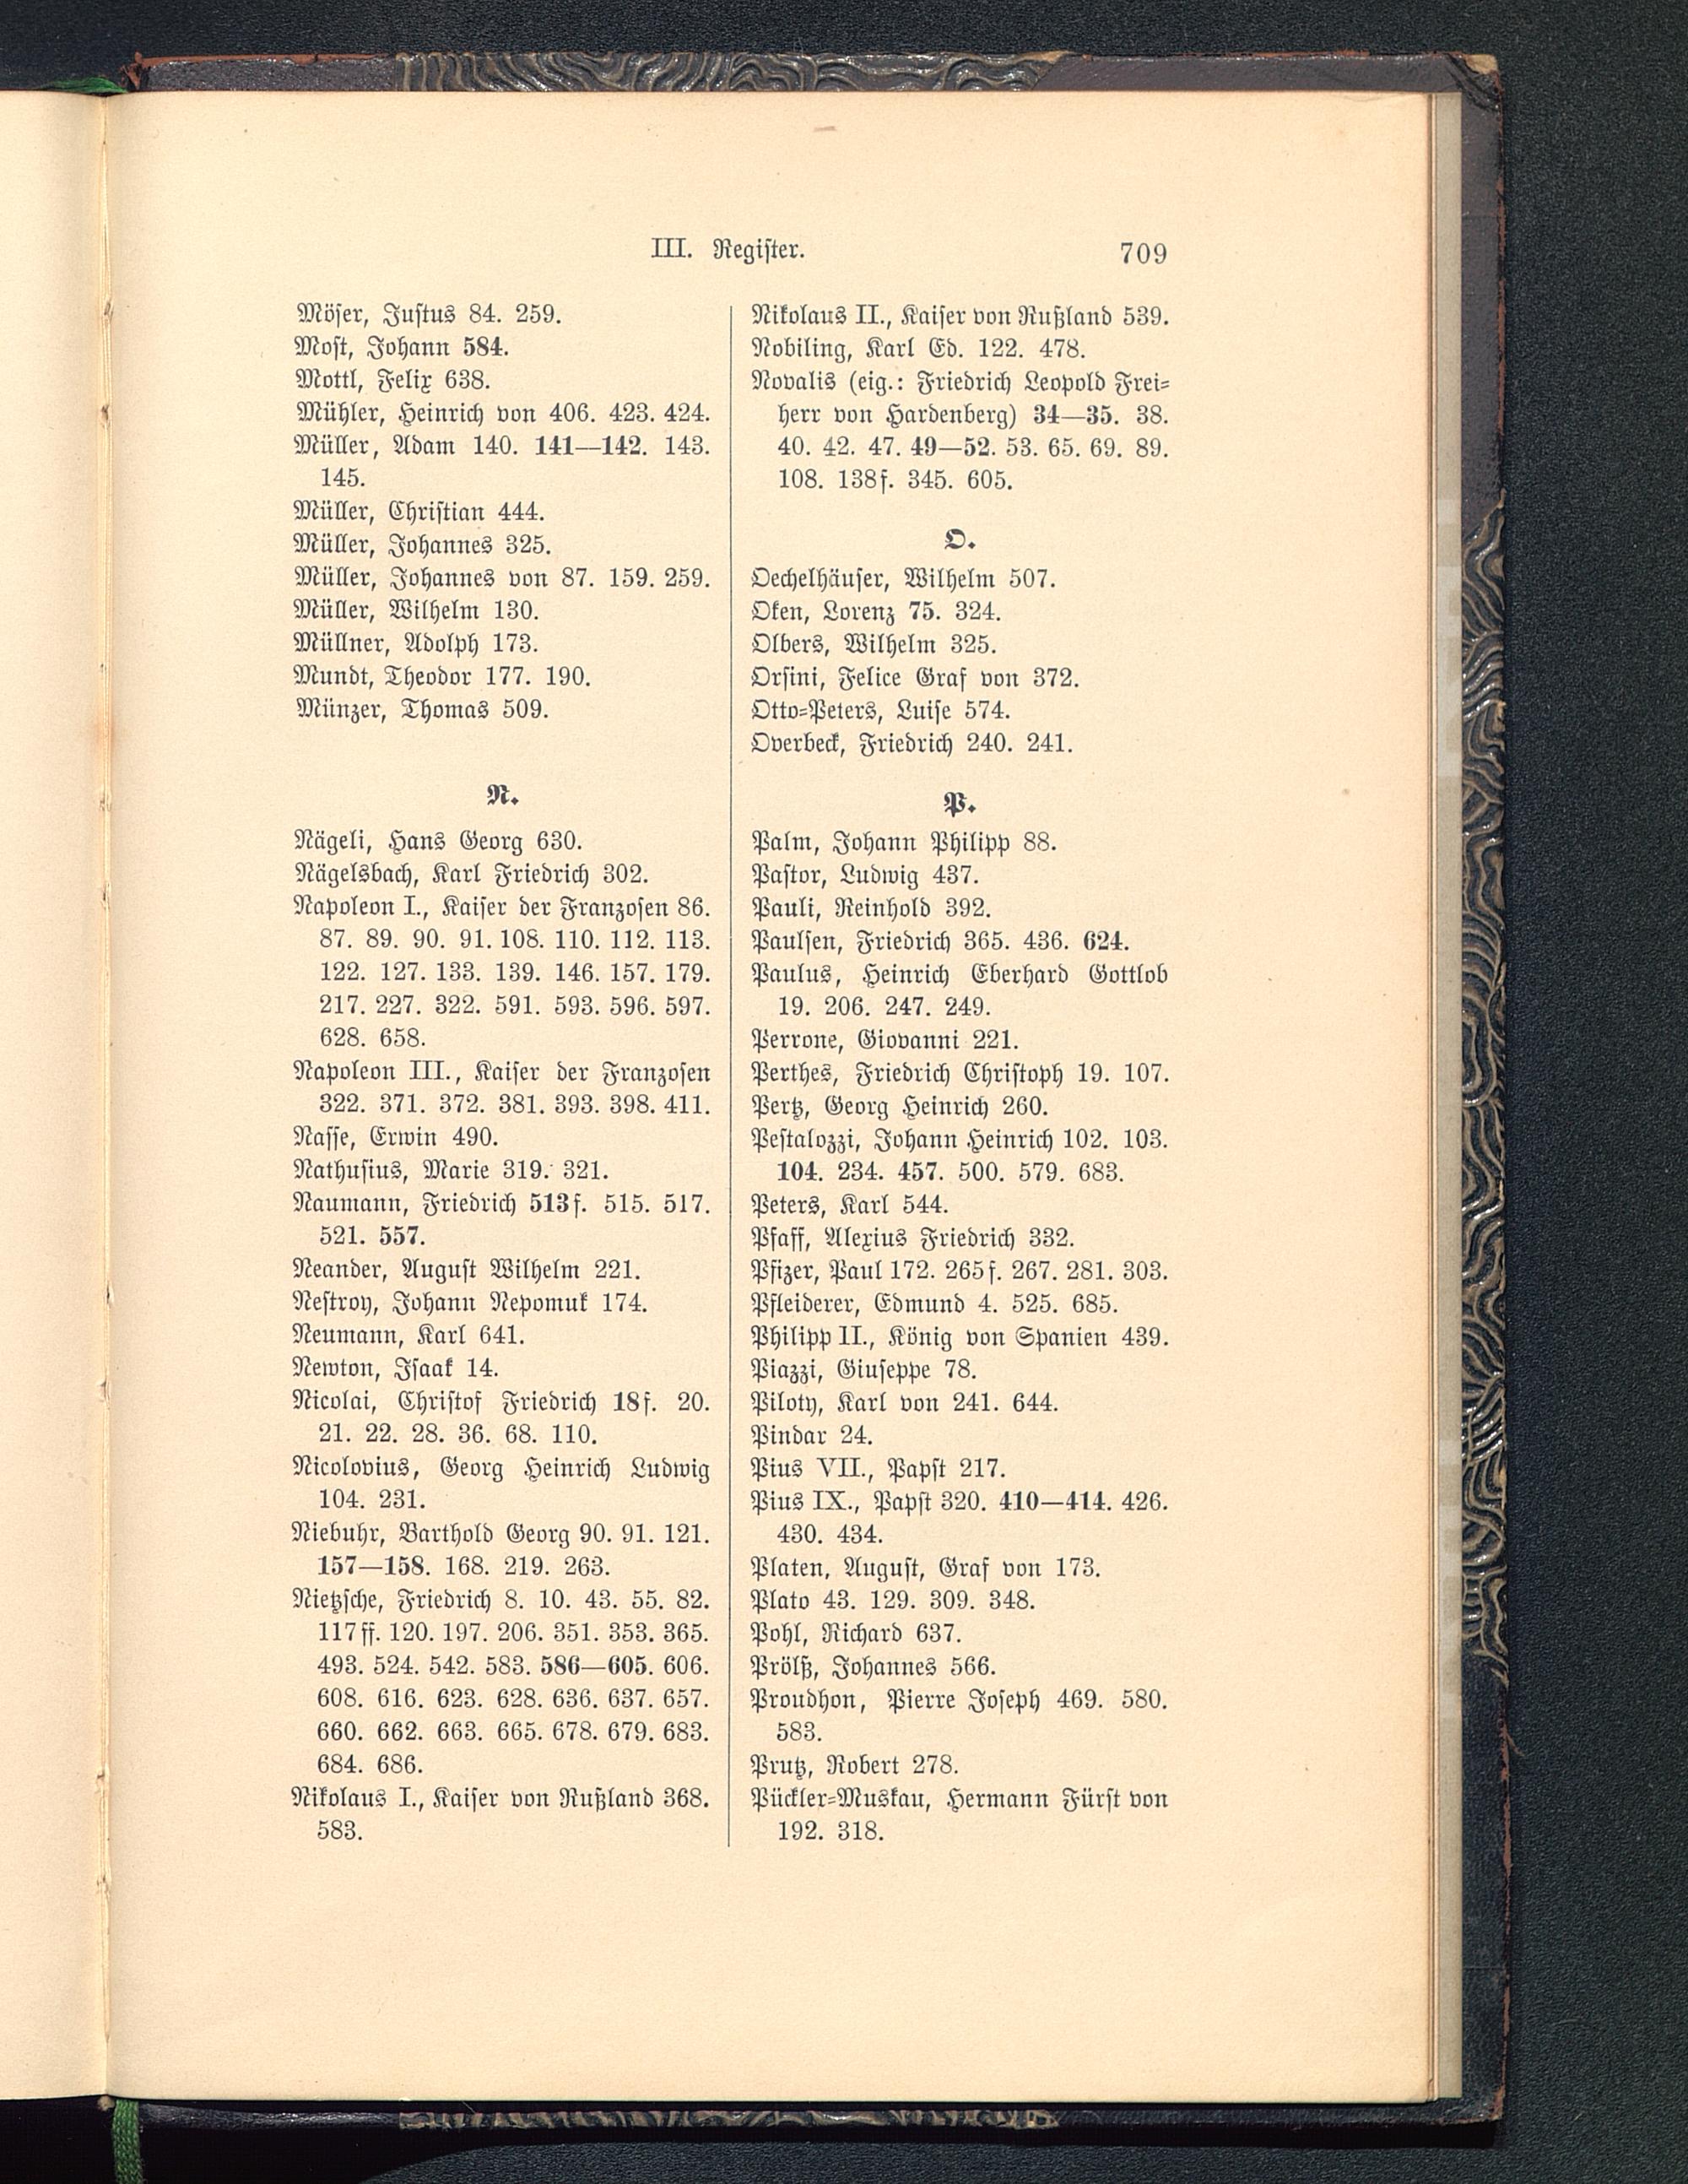 III. Register.
709
Möser, Justus 84. 259.
Most, Johann 584.
Mottl, Felix 638.
Mühler, Heinrich von 406. 423. 424.
Müller, Adam 140. 141—142. 143.
145.
Müller, Christian 444.
Müller, Johannes 325.
Müller, Johannes von 87. 159. 259.
Müller, Wilhelm 130.
Müllner, Adolph 173.
Mundt, Theodor 177. 190.
Münzer, Thomas 509.
N.
Nägeli, Hans Georg 630.
Nägelsbach, Karl Friedrich 302.
Napoleon I., Kaiser der Franzosen 86.
87. 89. 90. 91. 108. 110. 112. 113.
122. 127. 133. 139. 146. 157. 179.
217. 227. 322. 591. 593. 596. 597.
628. 658.
Napoleon III., Kaiser der Franzosen
322. 371. 372. 381. 393. 398. 411.
Nasse, Erwin 490.
Nathusius, Marie 319. 321.
Naumann, Friedrich 513f. 515. 517.
521. 557.
Neander, August Wilhelm 221.
Nestroy, Johann Nepomuk 174.
Neumann, Karl 641.
Newton, Isaak 14.
Nicolai, Christof Friedrich 18f. 20.
21. 22. 28. 36. 68. 110.
Nicolovius, Georg Heinrich Ludwig
104. 231.
Niebuhr, Barthold Georg 90. 91. 121.
157—158. 168. 219. 263.
Nietzsche, Friedrich 8. 10. 43. 55. 82.
117ff. 120. 197. 206. 351. 353. 365.
493. 524. 542. 583. 586—605. 606.
608. 616. 623. 628. 636. 637. 657.
660. 662. 663. 665. 678. 679. 683.
684. 686.
Nikolaus I., Kaiser von Rußland 368.
583.
Nikolaus II., Kaiser von Rußland 539.
Nobiling, Karl Ed. 122. 478.
Novalis (eig.: Friedrich Leopold Frei-
herr von Hardenberg) 34—35. 38.
40. 42. 47. 49—52. 53. 65. 69. 89.
108. 138f. 345. 605.
O.
Oechelhäuser, Wilhelm 507.
Oken, Lorenz 75. 324.
Olbers, Wilhelm 325.
Orsini, Felice Graf von 372.
Otto-Peters, Luise 574.
Overbeck, Friedrich 240. 241.
P.
Palm, Johann Philipp 88.
Pastor, Ludwig 437.
Pauli, Reinhold 392.
Paulsen, Friedrich 365. 436. 624.
Paulus, Heinrich Eberhard Gottlob
19. 206. 247. 249.
Perrone, Giovanni 221.
Perthes, Friedrich Christoph 19. 107.
Pertz, Georg Heinrich 260.
Pestalozzi, Johann Heinrich 102. 103.
104. 234. 457. 500. 579. 683.
Peters, Karl 544.
Pfaff, Alexius Friedrich 332.
Pfizer, Paul 172. 265f. 267. 281. 303.
Pfleiderer, Edmund 4. 525. 685.
Philipp II., König von Spanien 439.
Piazzi, Giuseppe 78.
Piloty, Karl von 241. 644.
Pindar 24.
Pius VII., Papst 217.
Pius IX., Papst 320. 410—414. 426.
430. 434.
Platen, August, Graf von 173.
Plato 43. 129. 309. 348.
Pohl, Richard 637.
Prölß, Johannes 566.
Proudhon, Pierre Joseph 469. 580.
583.
Prutz, Robert 278.
Pückler-Muskau, Hermann Fürst von
192. 318.